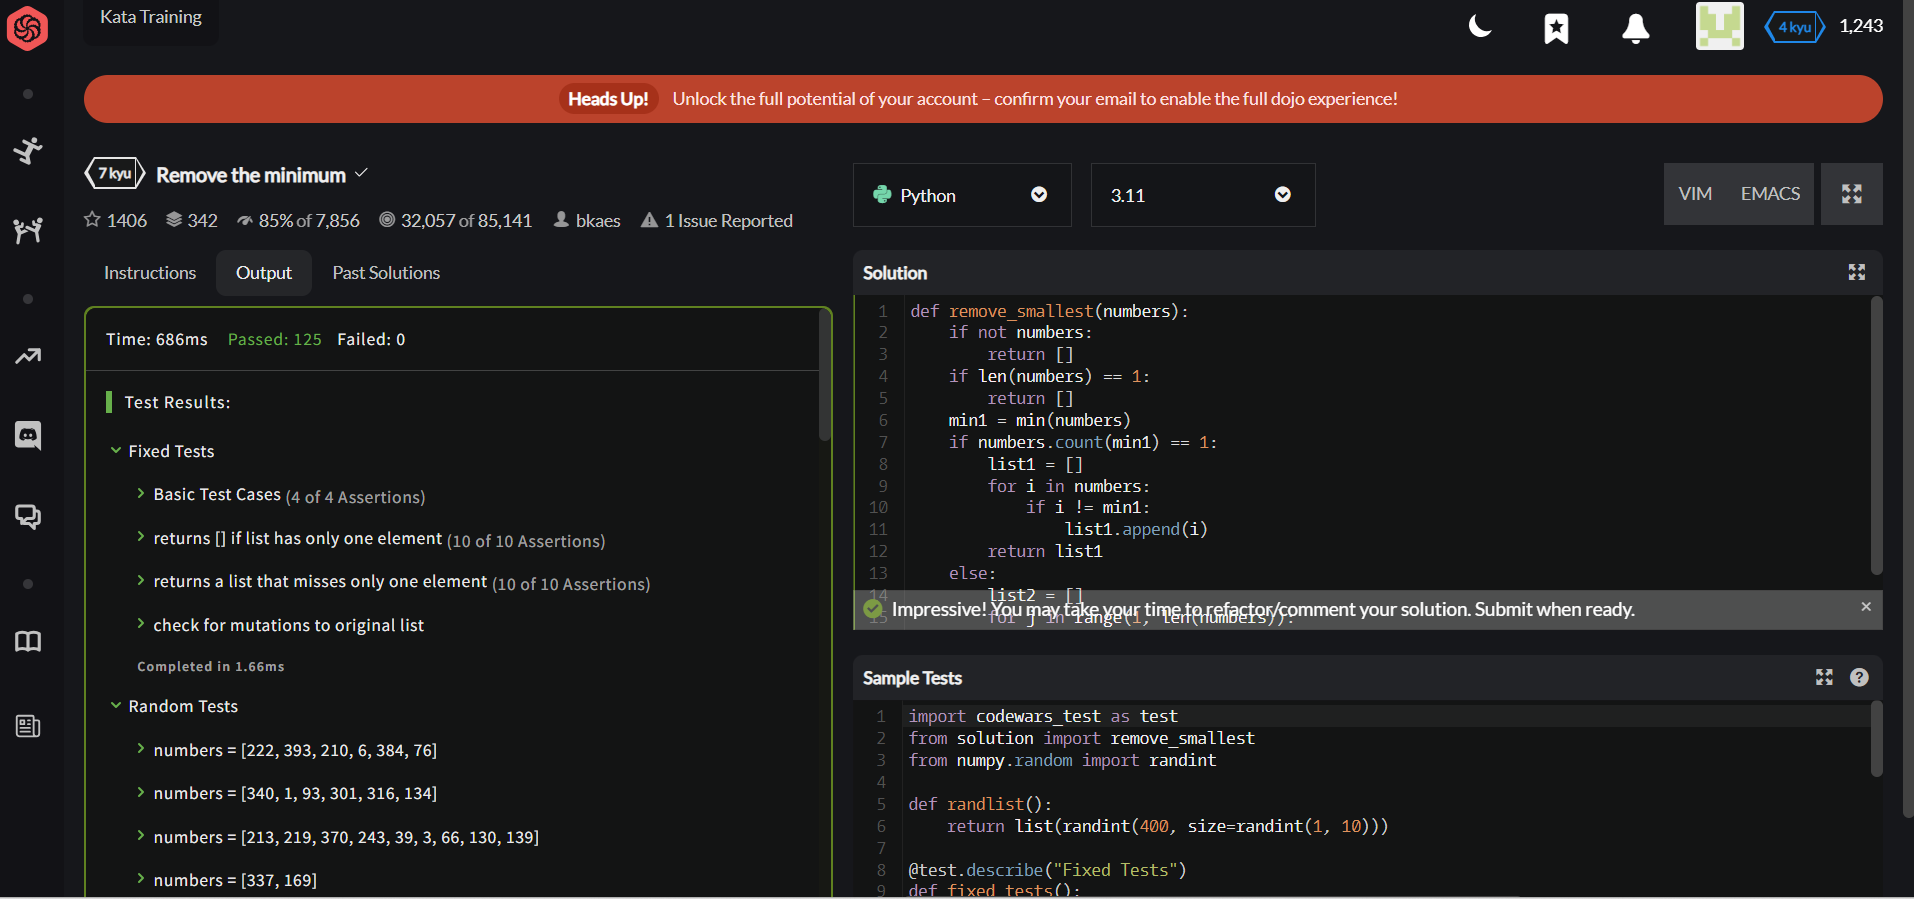 Kata Training
4 kyu 1,243
Heads Up! Unlock the full potential of your account – confirm your email to enable the full dojo experience!
7 kyu Remove the minimum
1406 342 85% of 7,856 32,057 of 85,141 bkaes 1 Issue Reported
Instructions Output Past Solutions
Time: 686ms Passed: 125 Failed: 0
Test Results:
Fixed Tests
Basic Test Cases (4 of 4 Assertions)
returns [] if list has only one element (10 of 10 Assertions)
returns a list that misses only one element (10 of 10 Assertions)
check for mutations to original list
Completed in 1.66ms
Random Tests
numbers = [222, 393, 210, 6, 384, 76]
numbers = [340, 1, 93, 301, 316, 134]
numbers = [213, 219, 370, 243, 39, 3, 66, 130, 139]
numbers = [337, 169]
Python 3.11 VIM EMACS
Solution
1 def remove_smallest(numbers):
2     if not numbers:
3         return []
4     if len(numbers) == 1:
5         return []
6     min1 = min(numbers)
7     if numbers.count(min1) == 1:
8         list1 = []
9         for i in numbers:
10             if i != min1:
11                 list1.append(i)
12         return list1
13     else:
14         list2 = []
15         for j in range(1, len(numbers)):
Impressive! You may take your time to refactor/comment your solution. Submit when ready.
Sample Tests
1 import codewars_test as test
2 from solution import remove_smallest
3 from numpy.random import randint
4
5 def randlist():
6     return list(randint(400, size=randint(1, 10)))
7
8 @test.describe("Fixed Tests")
9 def fixed_tests():